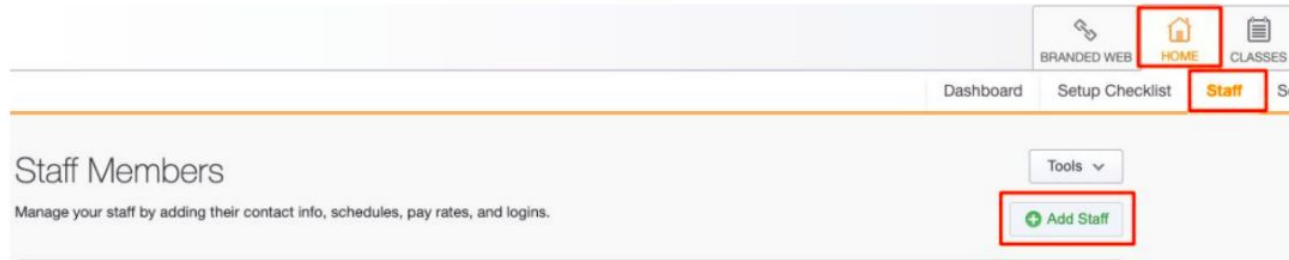 BRANDED WEB HOME CLASSES
Dashboard Setup Checklist Staff
Staff Members
Tools
Manage your staff by adding their contact info, schedules, pay rates, and logins.
Add Staff